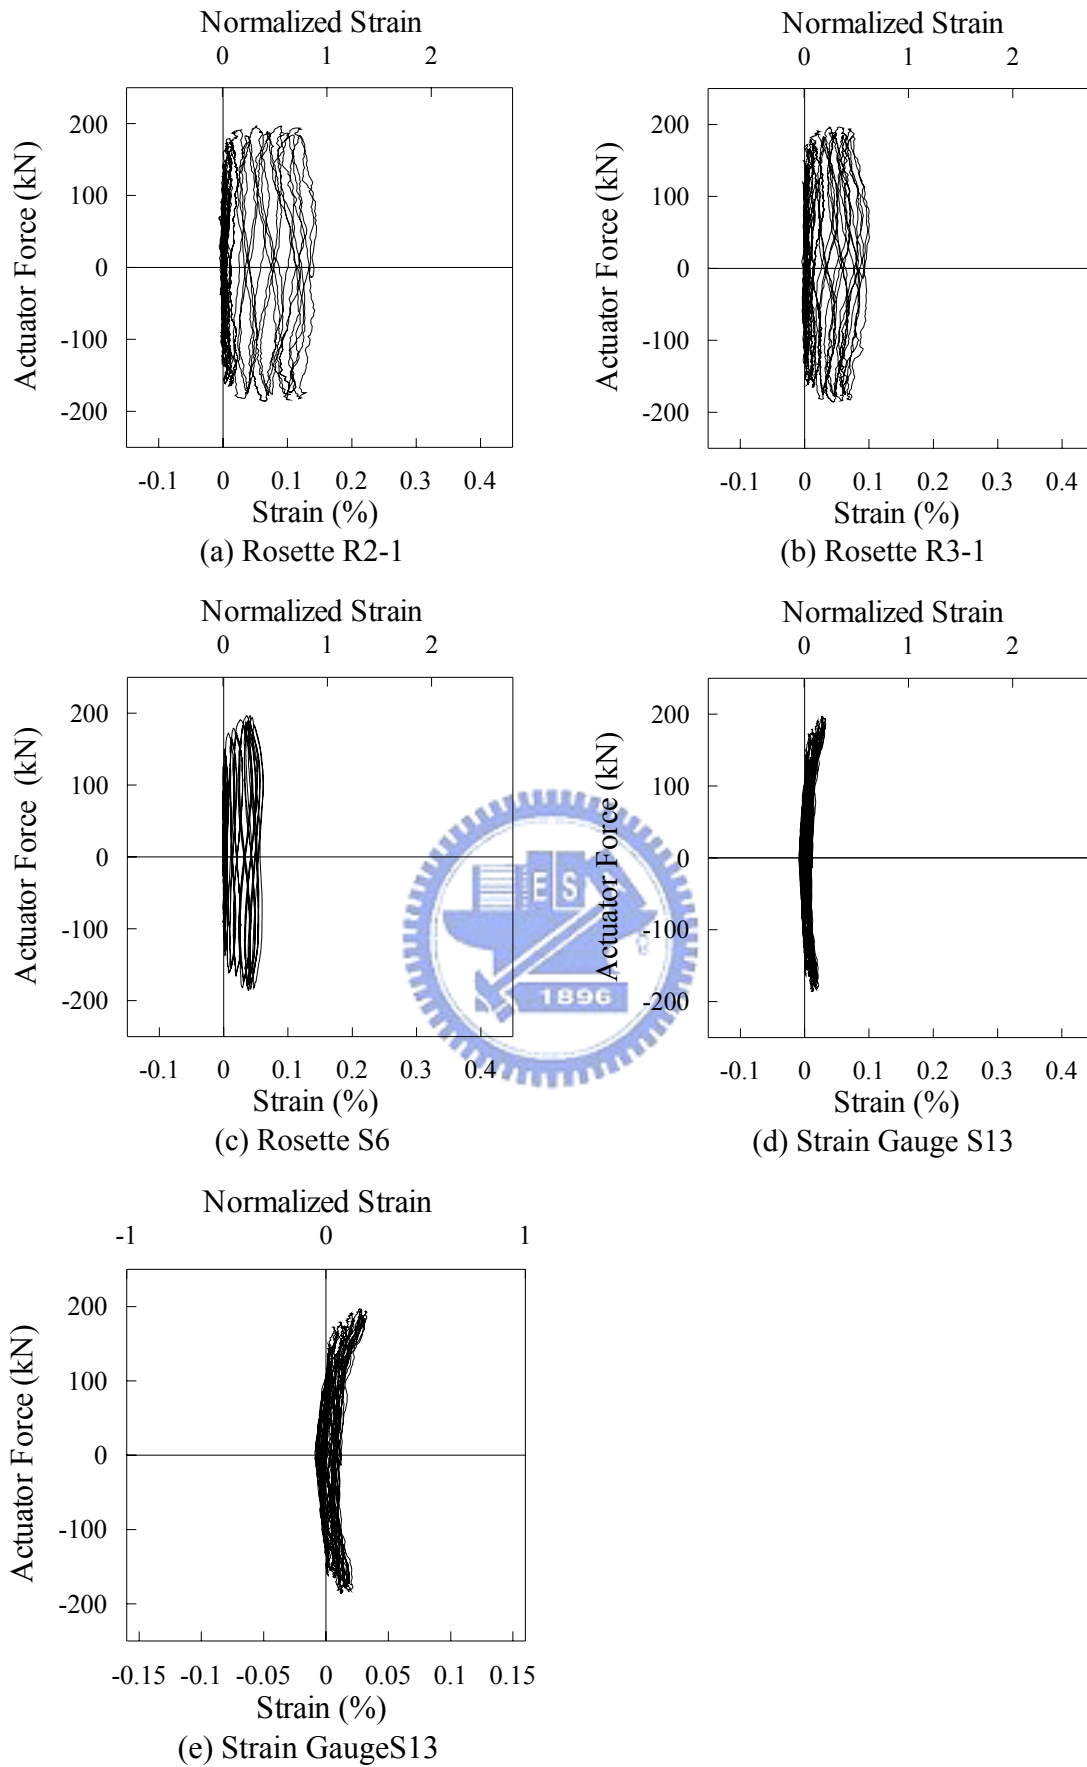 Normalized Strain
0 1 2
Actuator Force (kN)
200
100
0
-100
-200
-0.1 0 0.1 0.2 0.3 0.4
Strain (%)
(a) Rosette R2-1
Normalized Strain
0 1 2
Actuator Force (kN)
200
100
0
-100
-200
-0.1 0 0.1 0.2 0.3 0.4
Strain (%)
(b) Rosette R3-1
Normalized Strain
0 1 2
Actuator Force (kN)
200
100
0
-100
-200
-0.1 0 0.1 0.2 0.3 0.4
Strain (%)
(c) Rosette S6
Normalized Strain
0 1 2
Actuator Force (kN)
200
100
0
-100
-200
-0.1 0 0.1 0.2 0.3 0.4
Strain (%)
(d) Strain Gauge S13
E S
1896
Normalized Strain
-1 0 1
Actuator Force (kN)
200
100
0
-100
-200
-0.15 -0.1 -0.05 0 0.05 0.1 0.15
Strain (%)
(e) Strain GaugeS13